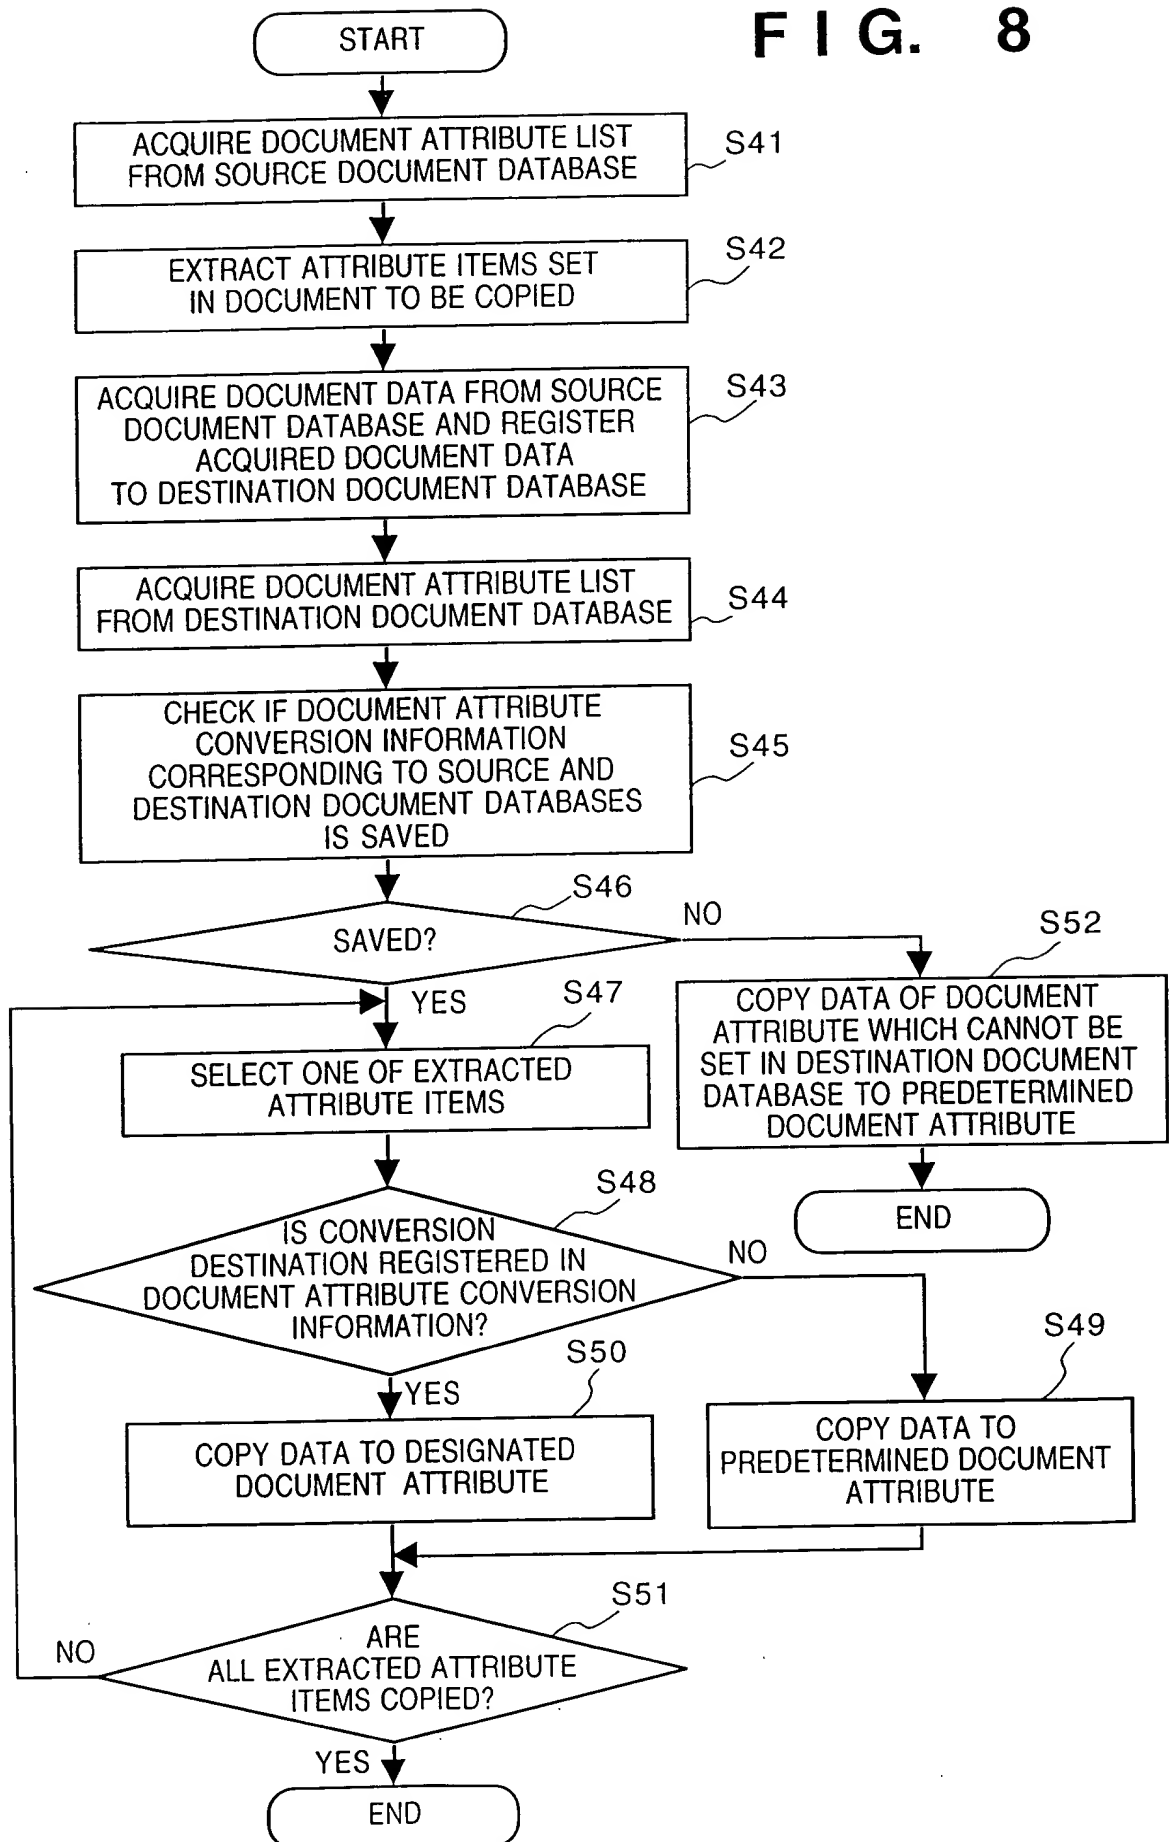 FIG. 8
START
ACQUIRE DOCUMENT ATTRIBUTE LIST
FROM SOURCE DOCUMENT DATABASE
S41
EXTRACT ATTRIBUTE ITEMS SET
IN DOCUMENT TO BE COPIED
S42
ACQUIRE DOCUMENT DATA FROM SOURCE
DOCUMENT DATABASE AND REGISTER
ACQUIRED DOCUMENT DATA
TO DESTINATION DOCUMENT DATABASE
S43
ACQUIRE DOCUMENT ATTRIBUTE LIST
FROM DESTINATION DOCUMENT DATABASE
S44
CHECK IF DOCUMENT ATTRIBUTE
CONVERSION INFORMATION
CORRESPONDING TO SOURCE AND
DESTINATION DOCUMENT DATABASES
IS SAVED
S45
S46
SAVED?
NO
S52
COPY DATA OF DOCUMENT
ATTRIBUTE WHICH CANNOT BE
SET IN DESTINATION DOCUMENT
DATABASE TO PREDETERMINED
DOCUMENT ATTRIBUTE
END
YES
S47
SELECT ONE OF EXTRACTED
ATTRIBUTE ITEMS
S48
IS CONVERSION
DESTINATION REGISTERED IN
DOCUMENT ATTRIBUTE CONVERSION
INFORMATION?
NO
S49
COPY DATA TO
PREDETERMINED DOCUMENT
ATTRIBUTE
YES
S50
COPY DATA TO DESIGNATED
DOCUMENT ATTRIBUTE
S51
ARE
ALL EXTRACTED ATTRIBUTE
ITEMS COPIED?
NO
YES
END